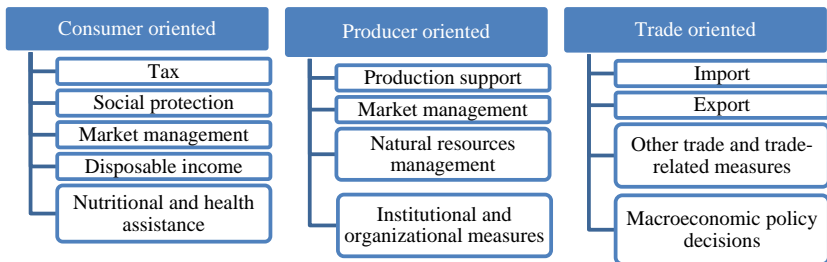 Consumer oriented
Tax
Social protection
Market management
Disposable income
Nutritional and health
assistance
Producer oriented
Production support
Market management
Natural resources
management
Institutional and
organizational measures
Trade oriented
Import
Export
Other trade and trade-
related measures
Macroeconomic policy
decisions